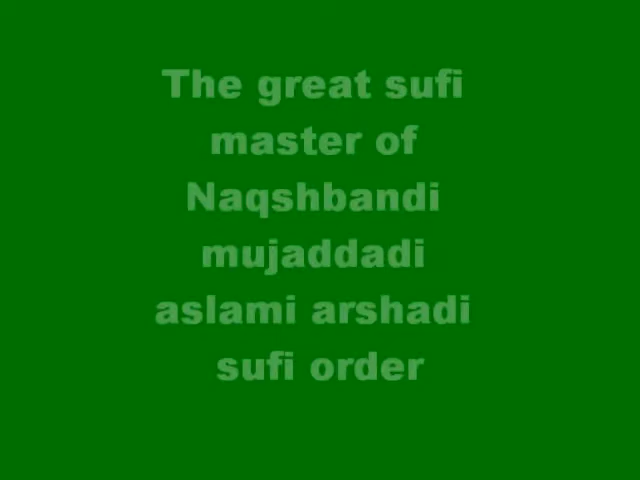 The great sufi
master of
Naqshbandi
mujaddadi
aslami arshadi
sufi order